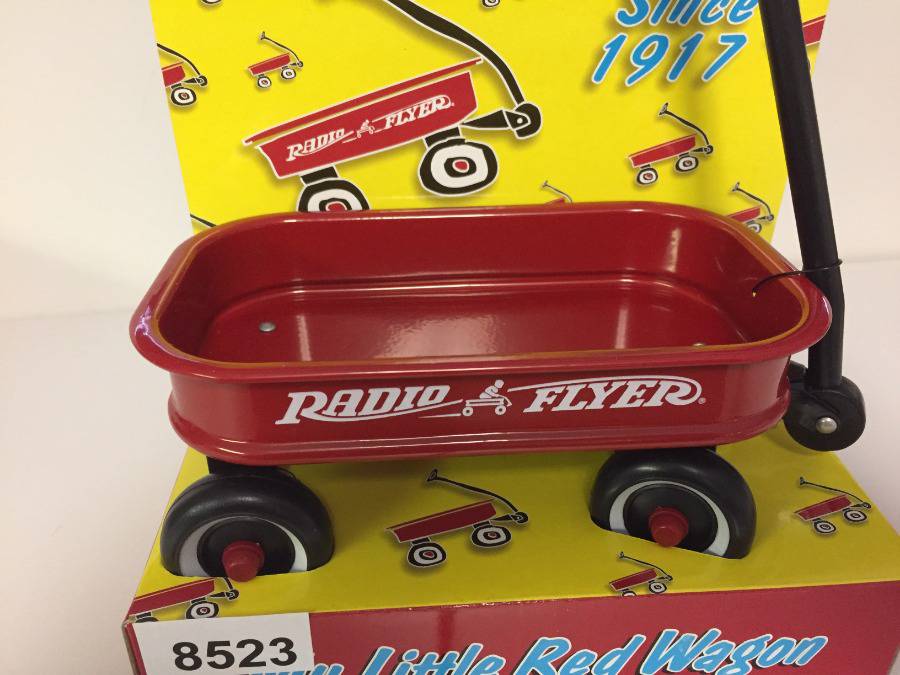 Since
1917
RADIO FLYER®
RADIO FLYER®
8523
Little Red Wagon